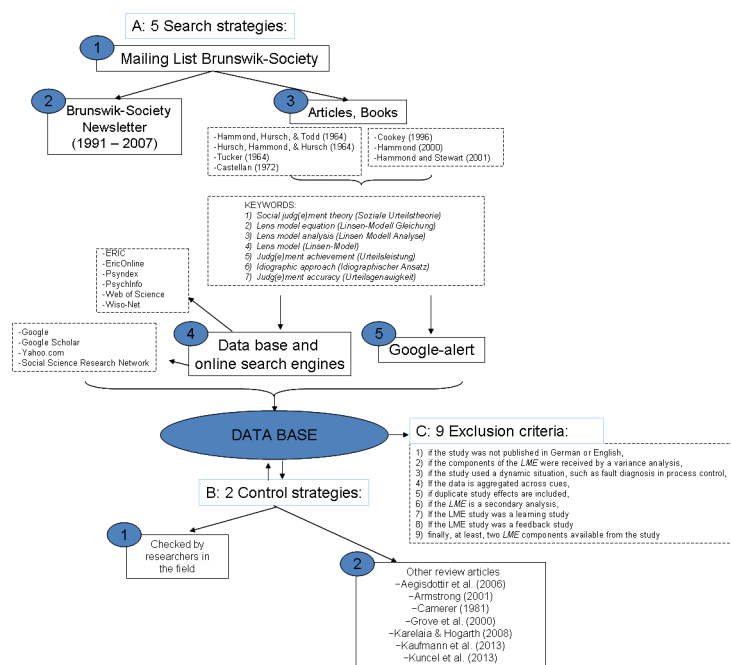 A: 5 Search strategies:
1
Mailing List Brunswik-Society
2
Brunswik-Society
Newsletter
(1991 – 2007)
3
Articles, Books
-Hammond, Hursch, & Todd (1964)
-Hursch, Hammond, & Hursch (1964)
-Tucker (1964)
-Castellan (1972)
-Cookey (1996)
-Hammond (2000)
-Hammond and Stewart (2001)
KEYWORDS:
1) Social judg(e)ment theory (Soziale Urteilstheorie)
2) Lens model equation (Linsen-Modell Gleichung)
3) Lens model analysis (Linsen Modell Analyse)
4) Lens model (Linsen-Model)
5) Judg(e)ment achievement (Urteilsleistung)
6) Idiographic approach (Idiographischer Ansatz)
7) Judg(e)ment accuracy (Urteilsgenauigkeit)
-ERIC
-EricOnline
-Psyndex
-PsychInfo
-Web of Science
-Wiso-Net
-Google
-Google Scholar
-Yahoo.com
-Social Science Research Network
4
Data base and
online search engines
5
Google-alert
DATA BASE
C: 9 Exclusion criteria:
1) if the study was not published in German or English,
2) if the components of the LME were received by a variance analysis,
3) if the study used a dynamic situation, such as fault diagnosis in process control,
4) If the data is aggregated across cues,
5) if duplicate study effects are included,
6) if the LME is a secondary analysis,
7) If the LME study was a learning study
8) If the LME study was a feedback study
9) finally, at least, two LME components available from the study
B: 2 Control strategies:
1
Checked by
researchers in
the field
2
Other review articles
–Aegisdottir et al. (2006)
–Armstrong (2001)
–Camerer (1981)
–Grove et al. (2000)
–Karelaia & Hogarth (2008)
–Kaufmann et al. (2013)
–Kuncel et al. (2013)